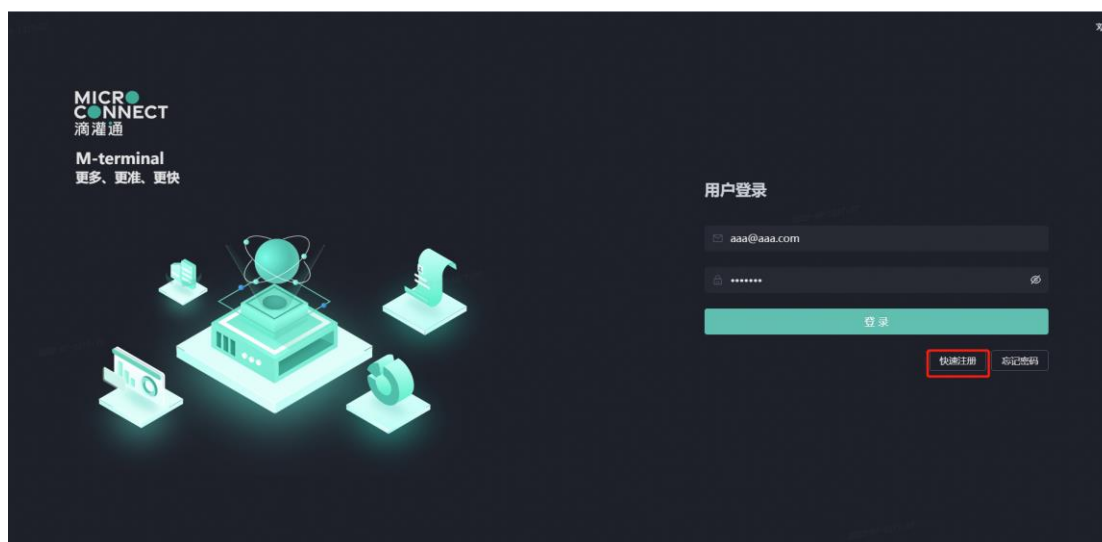 MICRO
CONNECT
滴灌通
M-terminal
更多、更准、更快
用户登录
aaa@aaa.com
•••••••
登录
快速注册
忘记密码